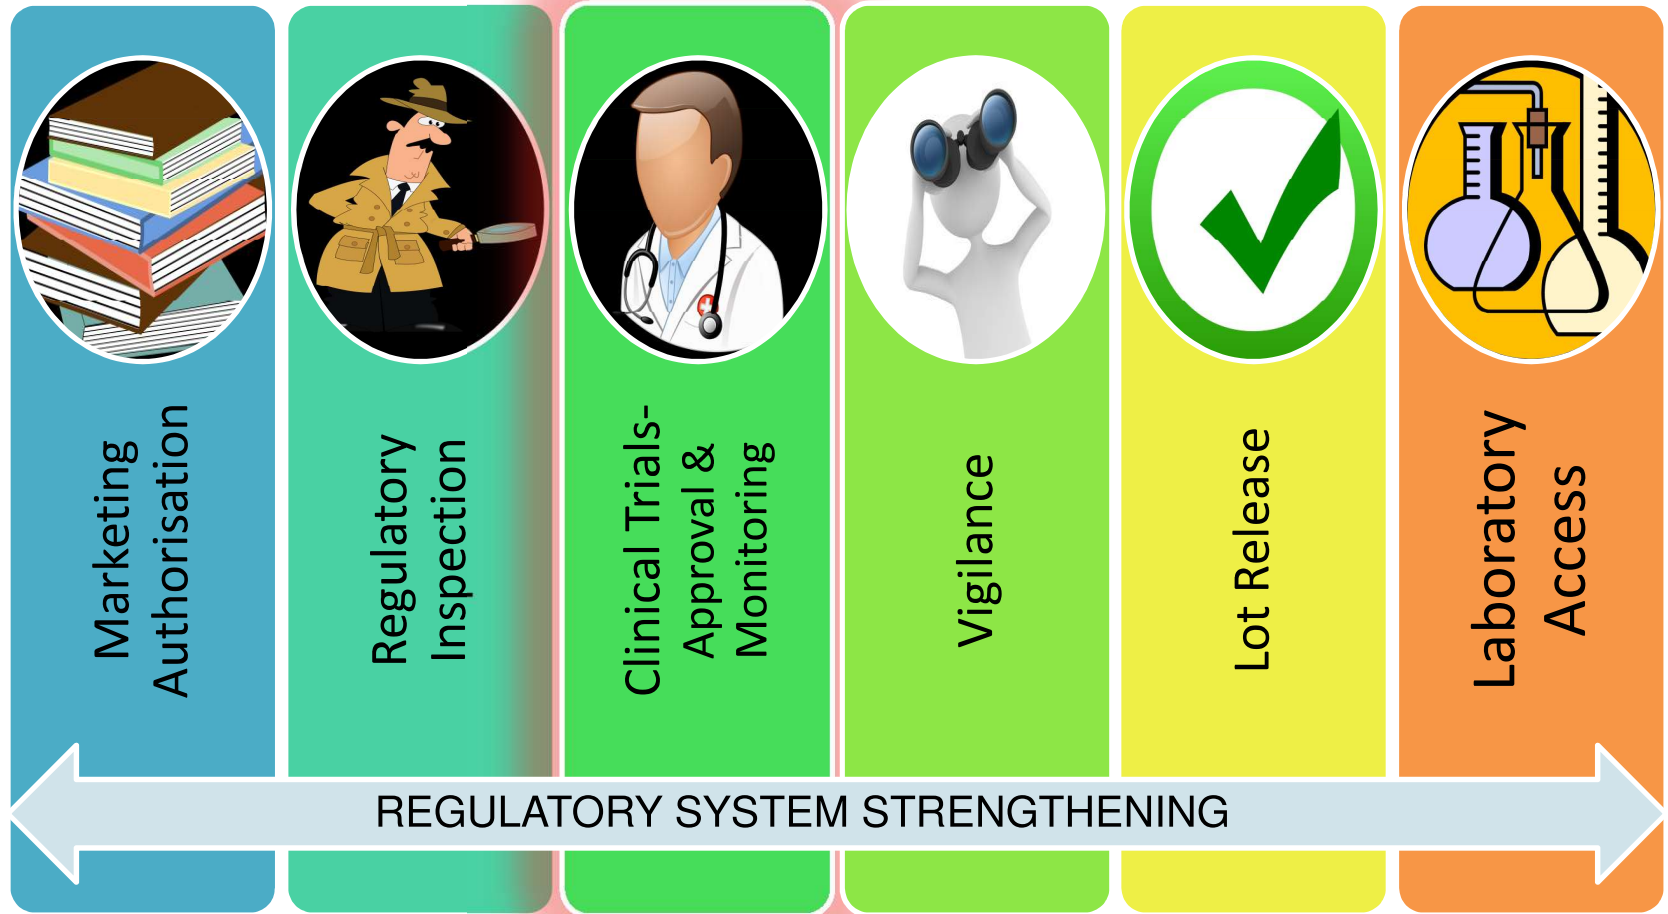 Marketing
Authorisation
Regulatory
Inspection
Clinical Trials-
Approval &
Monitoring
Vigilance
Lot Release
Laboratory
Access
REGULATORY SYSTEM STRENGTHENING